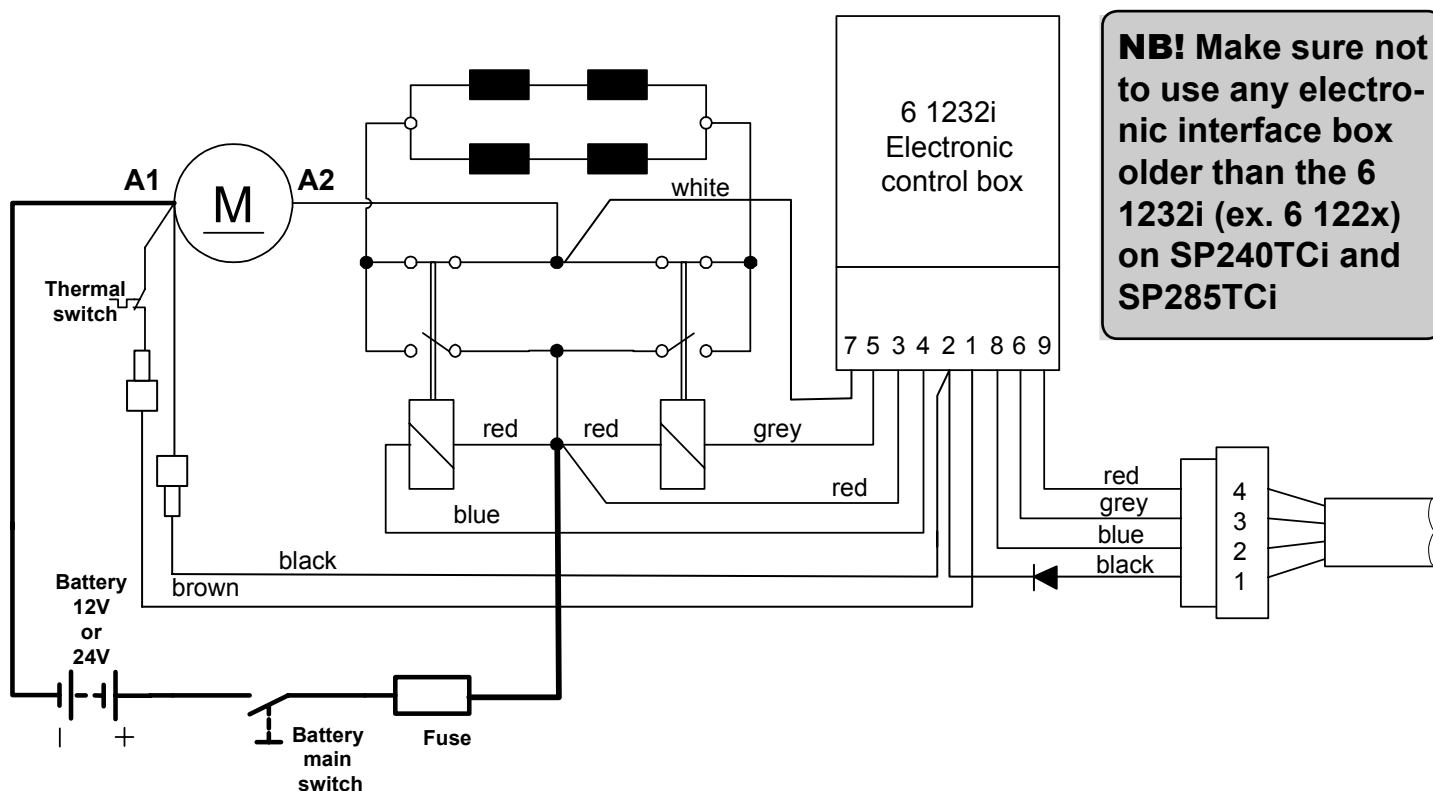 6 1232i
Electronic
control box
NB! Make sure not
to use any electro-
nic interface box
older than the 6
1232i (ex. 6 122x)
on SP240TCi and
SP285TCi
A1
M
A2
white
Thermal
switch
7 5 3 4 2 1 8 6 9
red
red
grey
red
blue
black
brown
red
grey
blue
black
4
3
2
1
Battery
12V
or
24V
Battery
main
switch
Fuse